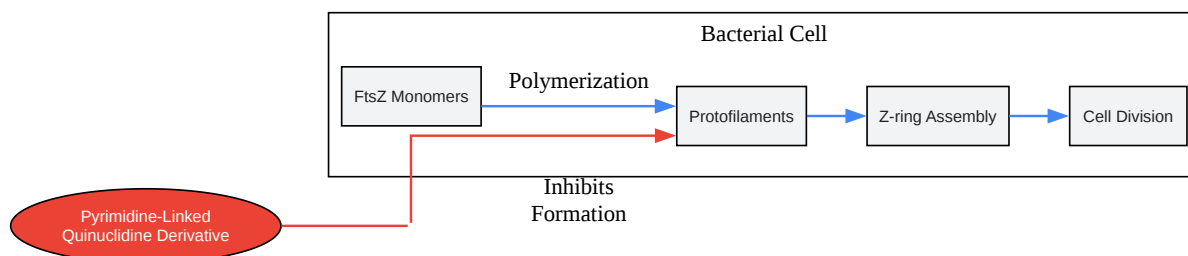 Bacterial Cell
Polymerization
FtsZ Monomers
Protofilaments
Z-ring Assembly
Cell Division
Inhibits
Formation
Pyrimidine-Linked
Quinuclidine Derivative